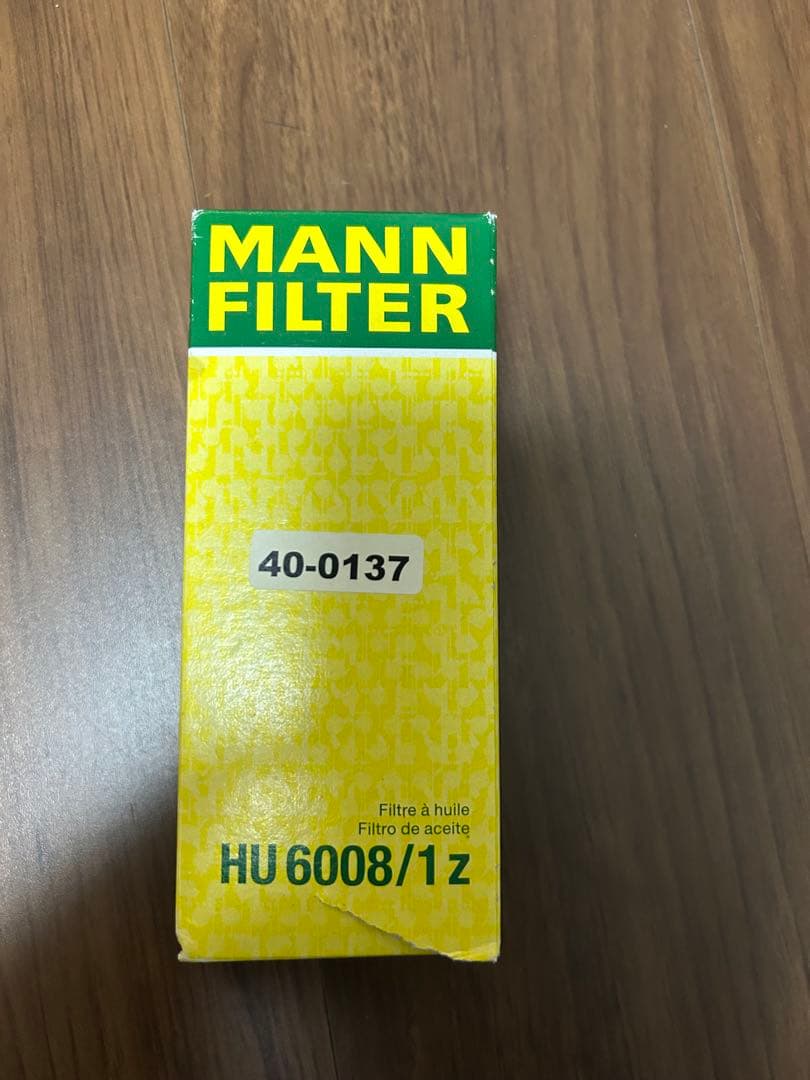 MANN
FILTER
40-0137
Filtre à huile
Filtro de aceite
HU 6008/1 z